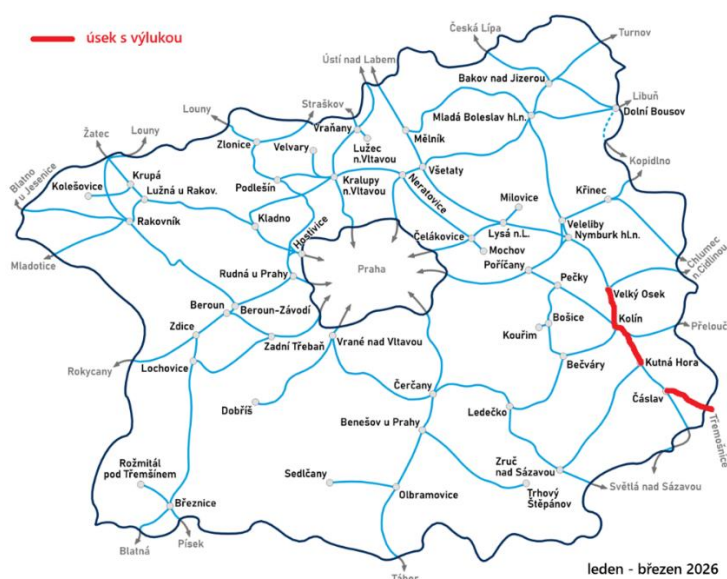 úsek s výlukou
Česká Lípa
Turnov
Ústí nad Labem
Bakov nad Jizerou
Libuň
Dolní Bousov
Louny
Straškov
Mladá Boleslav hl.n.
Vraňany
Mělník
Lužec
n.Vltavou
Zlonice
Velvary
Louny
Žatec
Kopidlno
Blatno
u Jesenice
Krupá
Kolešovice
Lužná u Rakov.
Podlešín
Kralupy
n.Vltavou
Všetaty
Neratovice
Křinec
Milovice
Rakovník
Kladno
Hostivice
Čelákovice
Lysá n.L.
Mochov
Veleliby
Nymburk hl.n.
Chlumec
n.Cidlinou
Mladotice
Rudná u Prahy
Praha
Poříčany
Pečky
Velký Osek
Beroun
Beroun-Závodí
Bošice
Kolín
Přelouč
Zdice
Kouřim
Rokycany
Lochovice
Zadní Třebaň
Vrané nad Vltavou
Bečváry
Kutná Hora
Čerčany
Čáslav
Dobříš
Ledečko
Třemošnice
Benešov u Prahy
Rožmitál
pod Třemšínem
Sedlčany
Zruč
nad Sázavou
Světlá nad Sázavou
Trhový
Štěpánov
Březnice
Olbramovice
Blatná
Písek
Tábor
leden - březen 2026